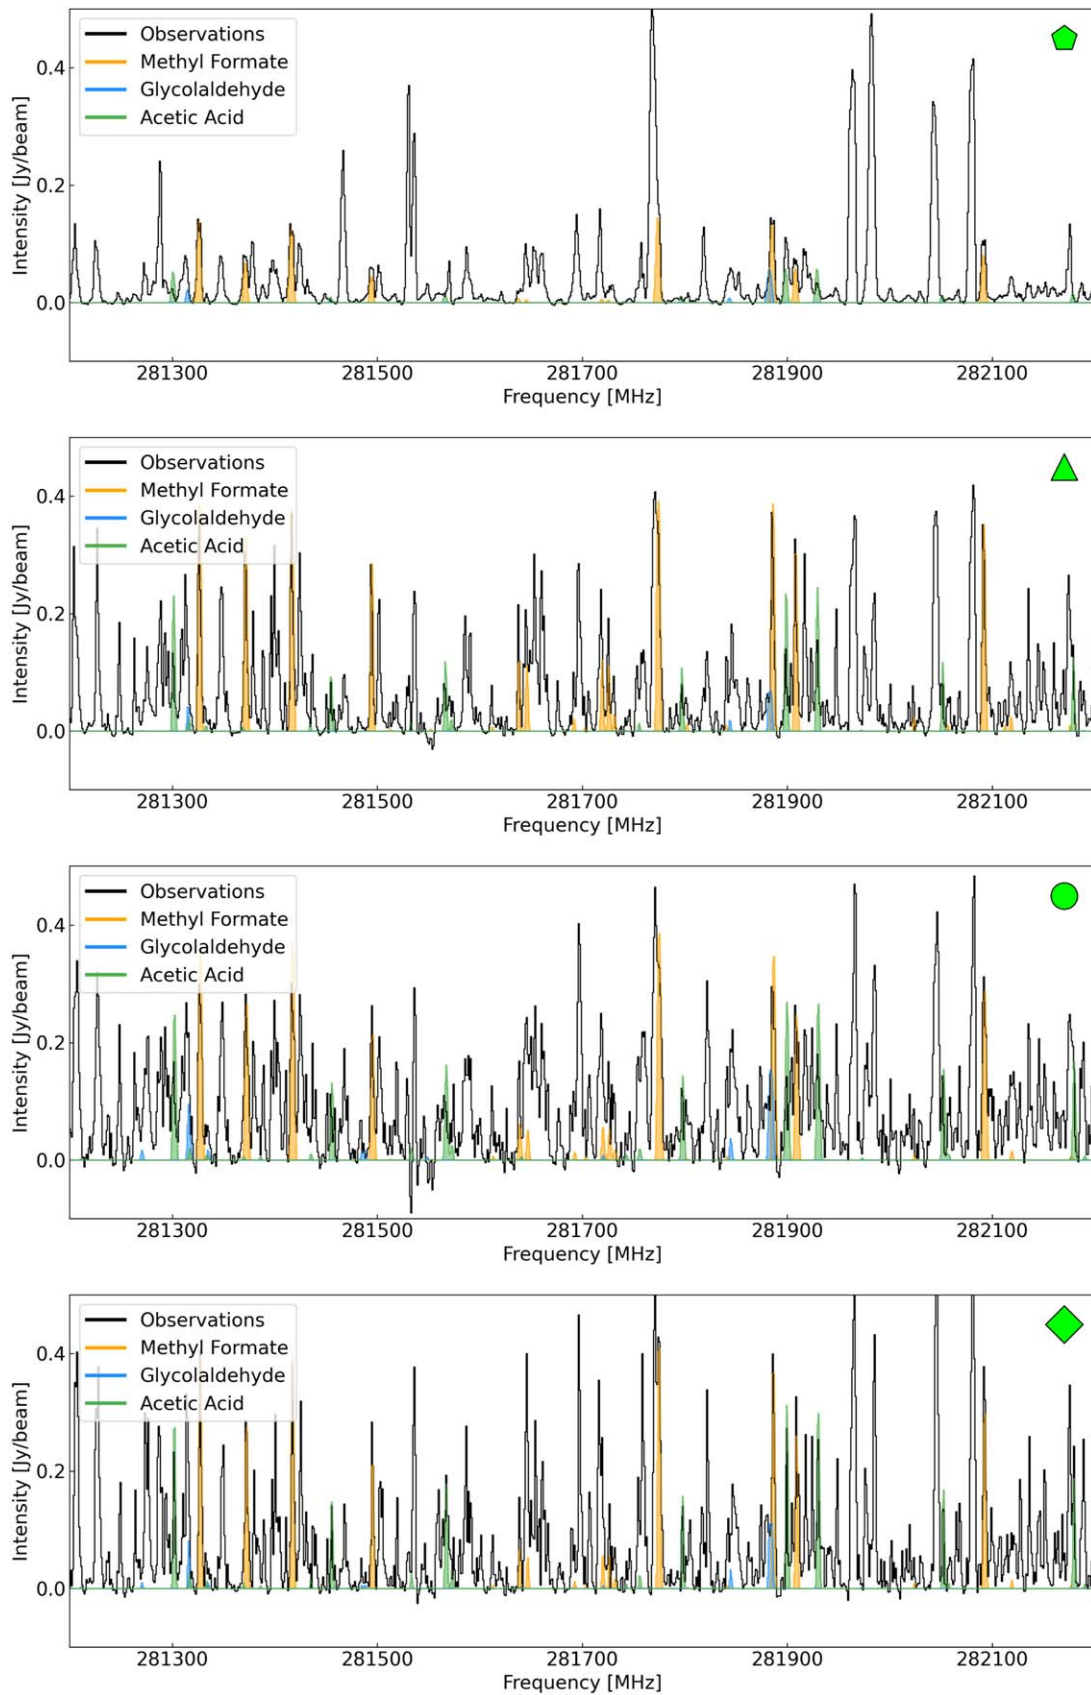 Observations
Methyl Formate
Glycolaldehyde
Acetic Acid
0.4
0.2
0.0
Intensity [Jy/beam]
281300 281500 281700 281900 282100
Frequency [MHz]
Observations
Methyl Formate
Glycolaldehyde
Acetic Acid
0.4
0.2
0.0
Intensity [Jy/beam]
281300 281500 281700 281900 282100
Frequency [MHz]
Observations
Methyl Formate
Glycolaldehyde
Acetic Acid
0.4
0.2
0.0
Intensity [Jy/beam]
281300 281500 281700 281900 282100
Frequency [MHz]
Observations
Methyl Formate
Glycolaldehyde
Acetic Acid
0.4
0.2
0.0
Intensity [Jy/beam]
281300 281500 281700 281900 282100
Frequency [MHz]